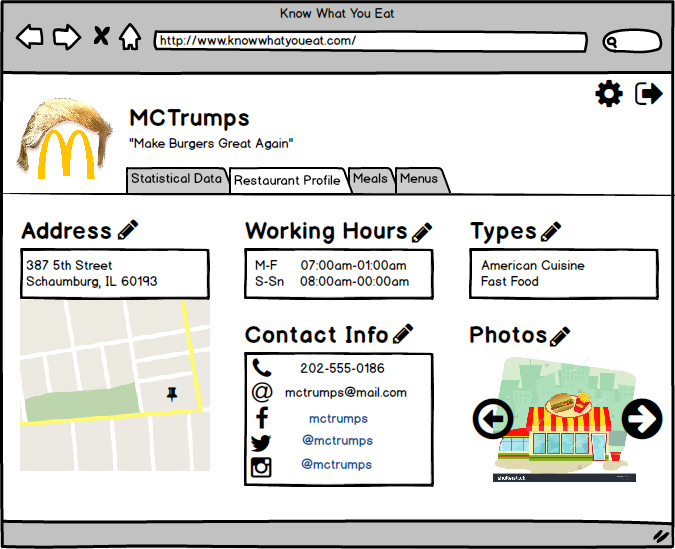 Know What You Eat
http://www.knowwhatyoueat.com/
MCTrumps
"Make Burgers Great Again"
Statistical Data
Restaurant Profile
Meals
Menus
Address
387 5th Street
Schaumburg, IL 60193
Working Hours
M-F 07:00am-01:00am
S-Sn 08:00am-00:00am
Types
American Cuisine
Fast Food
Contact Info
202-555-0186
@ mctrumps@mail.com
mctrumps
@mctrumps
@mctrumps
Photos
shutterstock